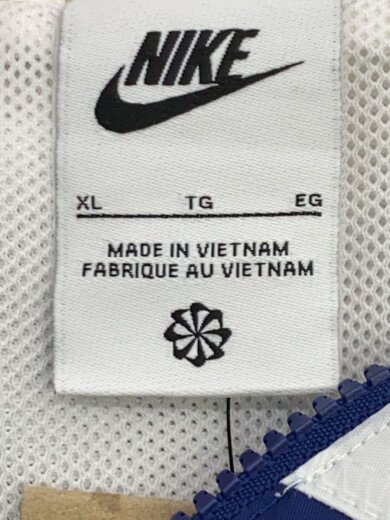 NIKE
XL TG EG
MADE IN VIETNAM
FABRIQUE AU VIETNAM